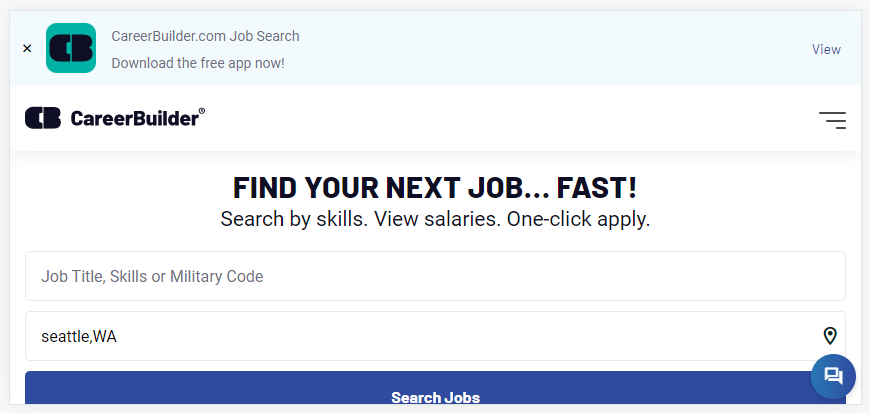 CareerBuilder.com Job Search
Download the free app now!
View
CareerBuilder®
FIND YOUR NEXT JOB... FAST!
Search by skills. View salaries. One-click apply.
Job Title, Skills or Military Code
seattle,WA
Search Jobs